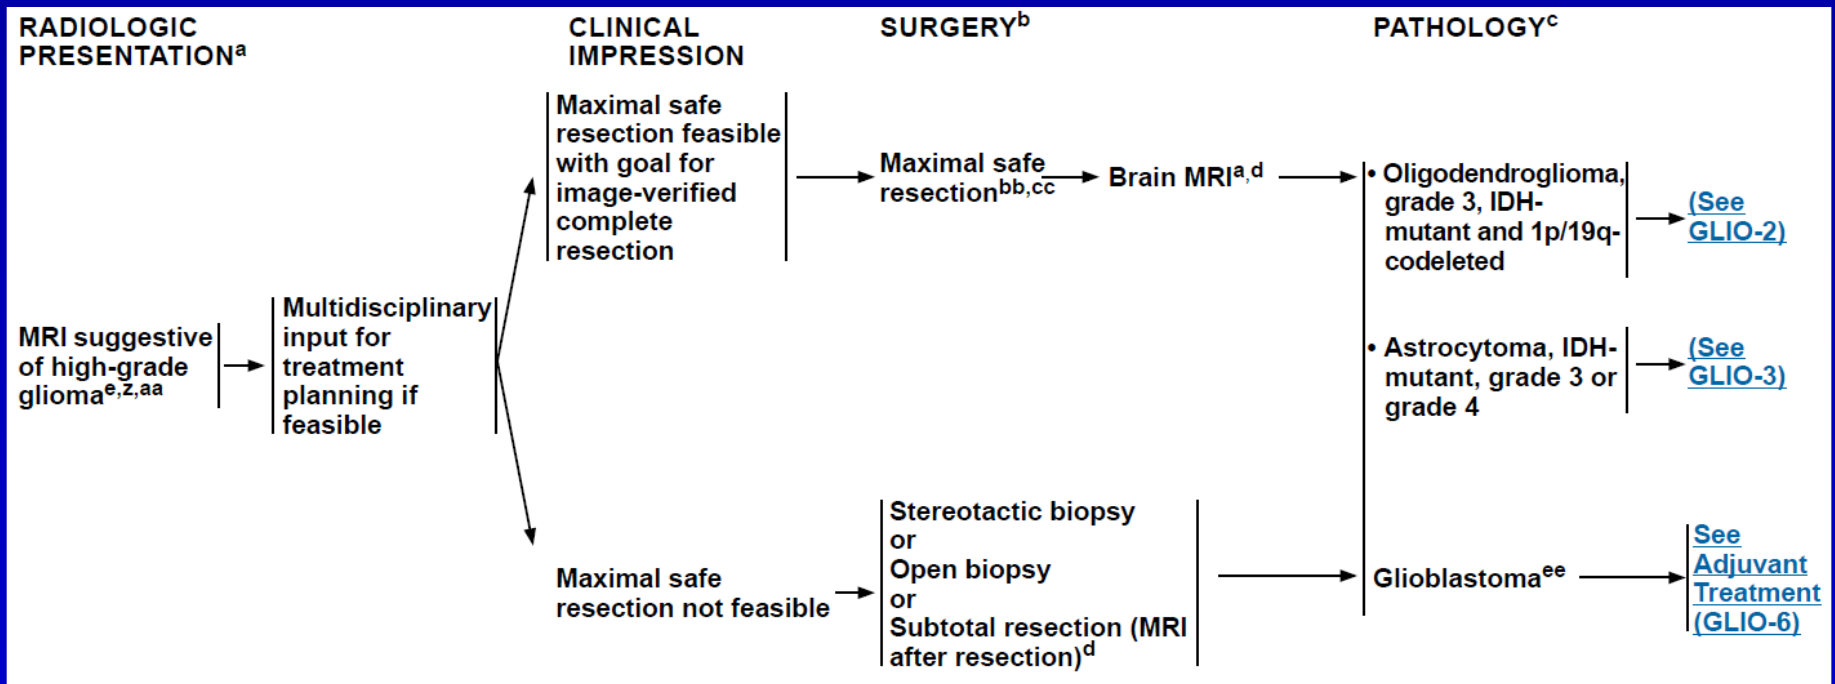 RADIOLOGIC
PRESENTATIONa
CLINICAL
IMPRESSION
SURGERYb
PATHOLOGYc
MRI suggestive
of high-grade
gliomae,z,aa
Multidisciplinary
input for
treatment
planning if
feasible
Maximal safe
resection feasible
with goal for
image-verified
complete
resection
Maximal safe
resectionbb,cc
Brain MRIa,d
• Oligodendroglioma,
grade 3, IDH-
mutant and 1p/19q-
codeleted
(See
GLIO-2)
• Astrocytoma, IDH-
mutant, grade 3 or
grade 4
(See
GLIO-3)
Maximal safe
resection not feasible
Stereotactic biopsy
or
Open biopsy
or
Subtotal resection (MRI
after resection)d
Glioblastomaee
See
Adjuvant
Treatment
(GLIO-6)